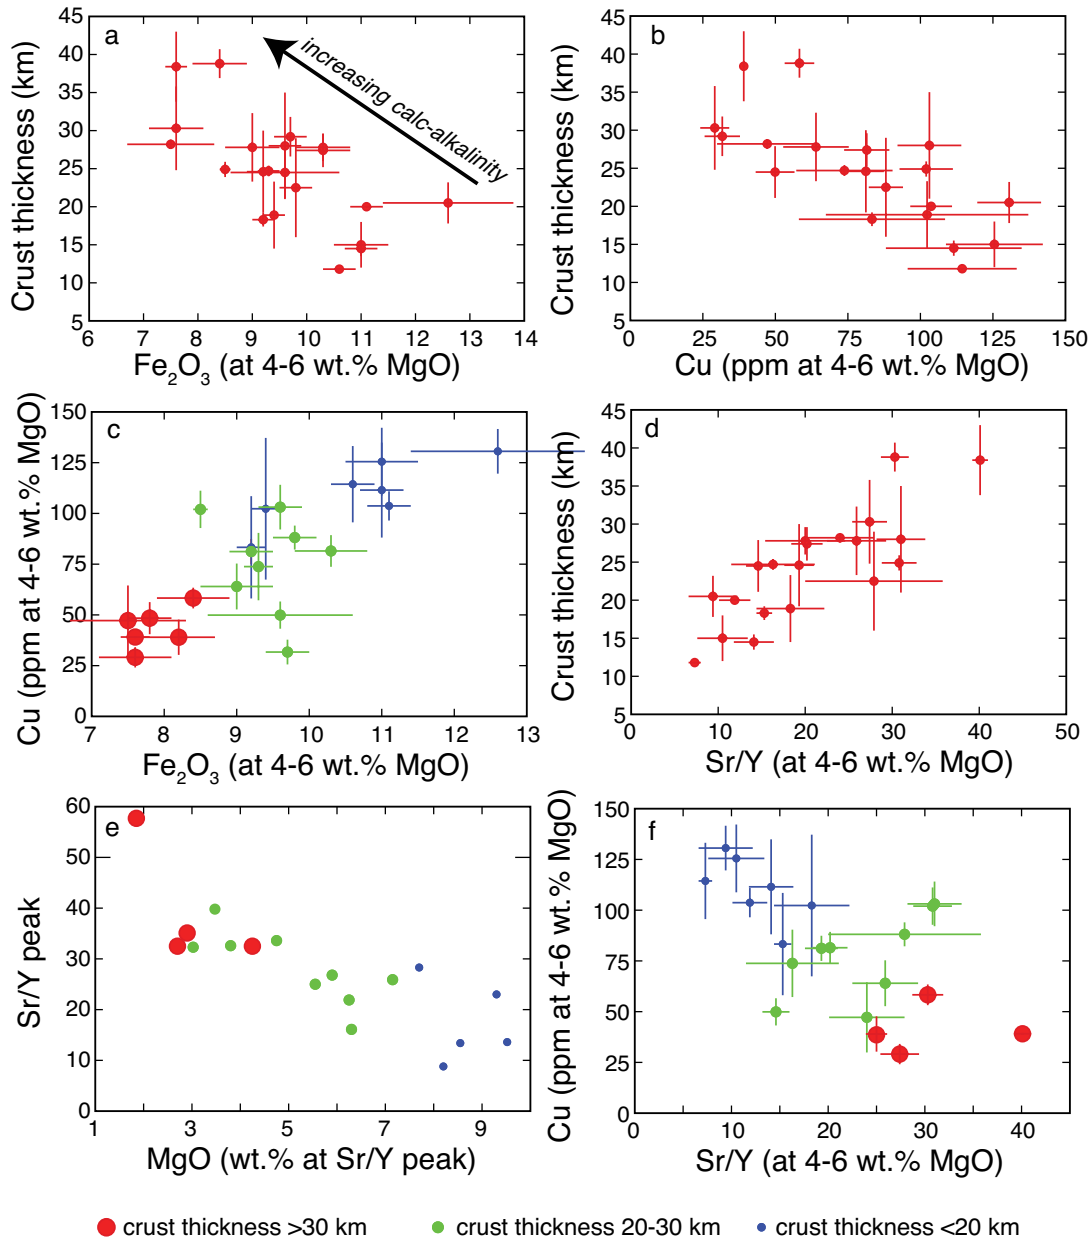 a
increasing calc-alkalinity
Crust thickness (km)
45
40
35
30
25
20
15
10
5
6 7 8 9 10 11 12 13 14
Fe₂O₃ (at 4-6 wt.% MgO)
b
Crust thickness (km)
45
40
35
30
25
20
15
10
5
0 25 50 75 100 125 150
Cu (ppm at 4-6 wt.% MgO)
c
Cu (ppm at 4-6 wt.% MgO)
150
125
100
75
50
25
0
7 8 9 10 11 12 13
Fe₂O₃ (at 4-6 wt.% MgO)
d
Crust thickness (km)
45
40
35
30
25
20
15
10
5
0 10 20 30 40 50
Sr/Y (at 4-6 wt.% MgO)
e
Sr/Y peak
60
50
40
30
20
10
0
1 3 5 7 9
MgO (wt.% at Sr/Y peak)
f
Cu (ppm at 4-6 wt.% MgO)
150
125
100
75
50
25
0
0 10 20 30 40
Sr/Y (at 4-6 wt.% MgO)
crust thickness >30 km crust thickness 20-30 km crust thickness <20 km